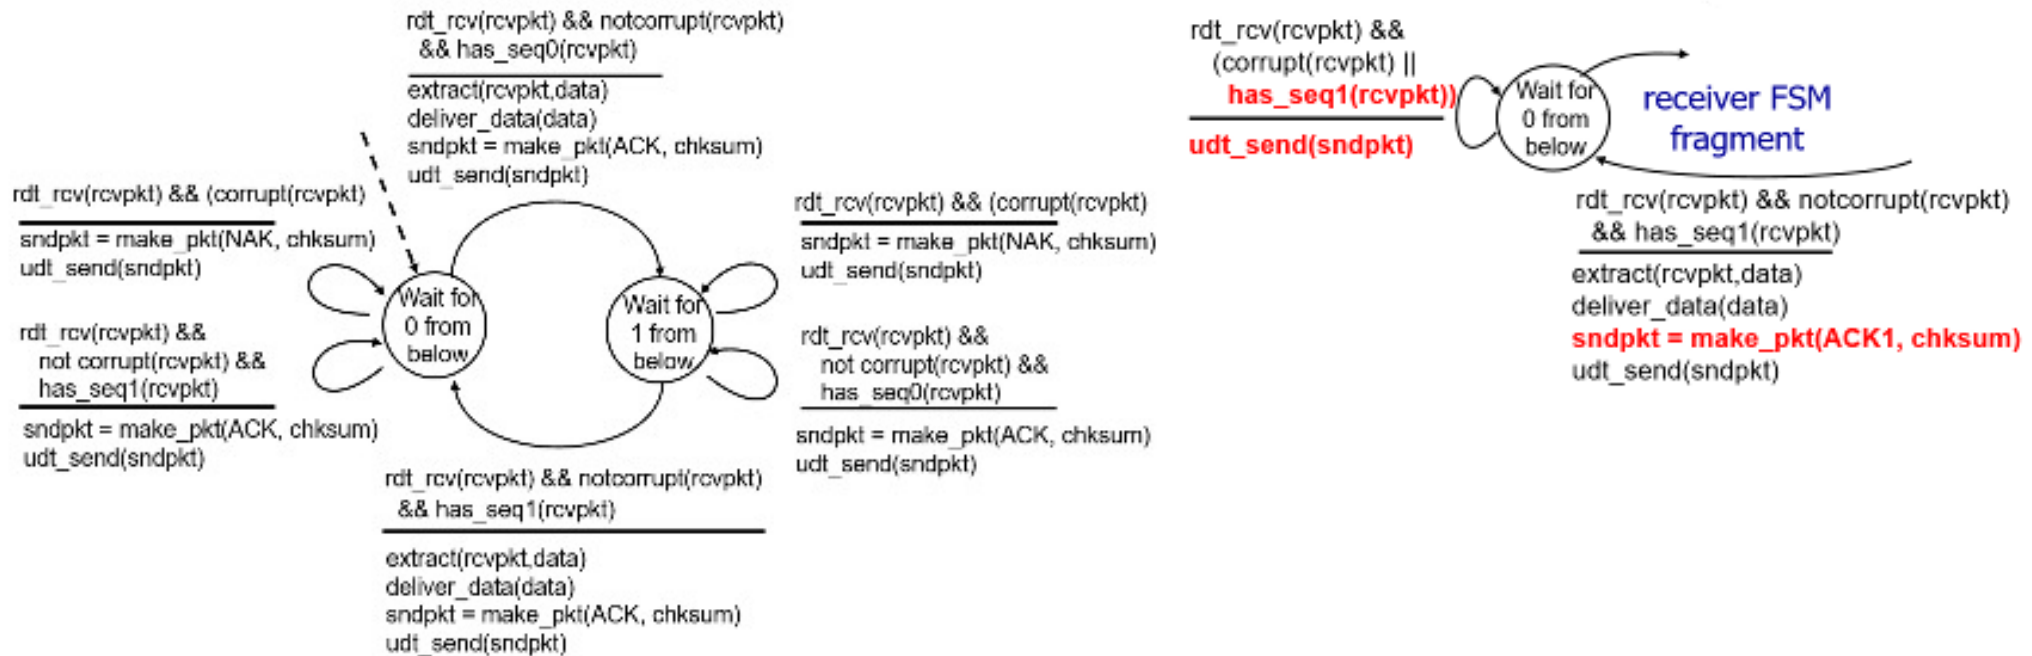 rdt_rcv(rcvpkt) && notcorrupt(rcvpkt)
&& has_seq0(rcvpkt)
extract(rcvpkt,data)
deliver_data(data)
sndpkt = make_pkt(ACK, chksum)
udt_send(sndpkt)
rdt_rcv(rcvpkt) && (corrupt(rcvpkt)
sndpkt = make_pkt(NAK, chksum)
udt_send(sndpkt)
rdt_rcv(rcvpkt) &&
not corrupt(rcvpkt) &&
has_seq1(rcvpkt)
sndpkt = make_pkt(ACK, chksum)
udt_send(sndpkt)
Wait for
0 from
below
Wait for
1 from
below
rdt_rcv(rcvpkt) && (corrupt(rcvpkt)
sndpkt = make_pkt(NAK, chksum)
udt_send(sndpkt)
rdt_rcv(rcvpkt) &&
not corrupt(rcvpkt) &&
has_seq0(rcvpkt)
sndpkt = make_pkt(ACK, chksum)
udt_send(sndpkt)
rdt_rcv(rcvpkt) && notcorrupt(rcvpkt)
&& has_seq1(rcvpkt)
extract(rcvpkt,data)
deliver_data(data)
sndpkt = make_pkt(ACK, chksum)
udt_send(sndpkt)
rdt_rcv(rcvpkt) &&
(corrupt(rcvpkt) ||
has_seq1(rcvpkt))
udt_send(sndpkt)
Wait for
0 from
below
receiver FSM
fragment
rdt_rcv(rcvpkt) && notcorrupt(rcvpkt)
&& has_seq1(rcvpkt)
extract(rcvpkt,data)
deliver_data(data)
sndpkt = make_pkt(ACK1, chksum)
udt_send(sndpkt)